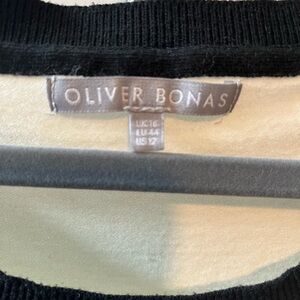 OLIVER BONAS
UK 16
EU 44
US 12